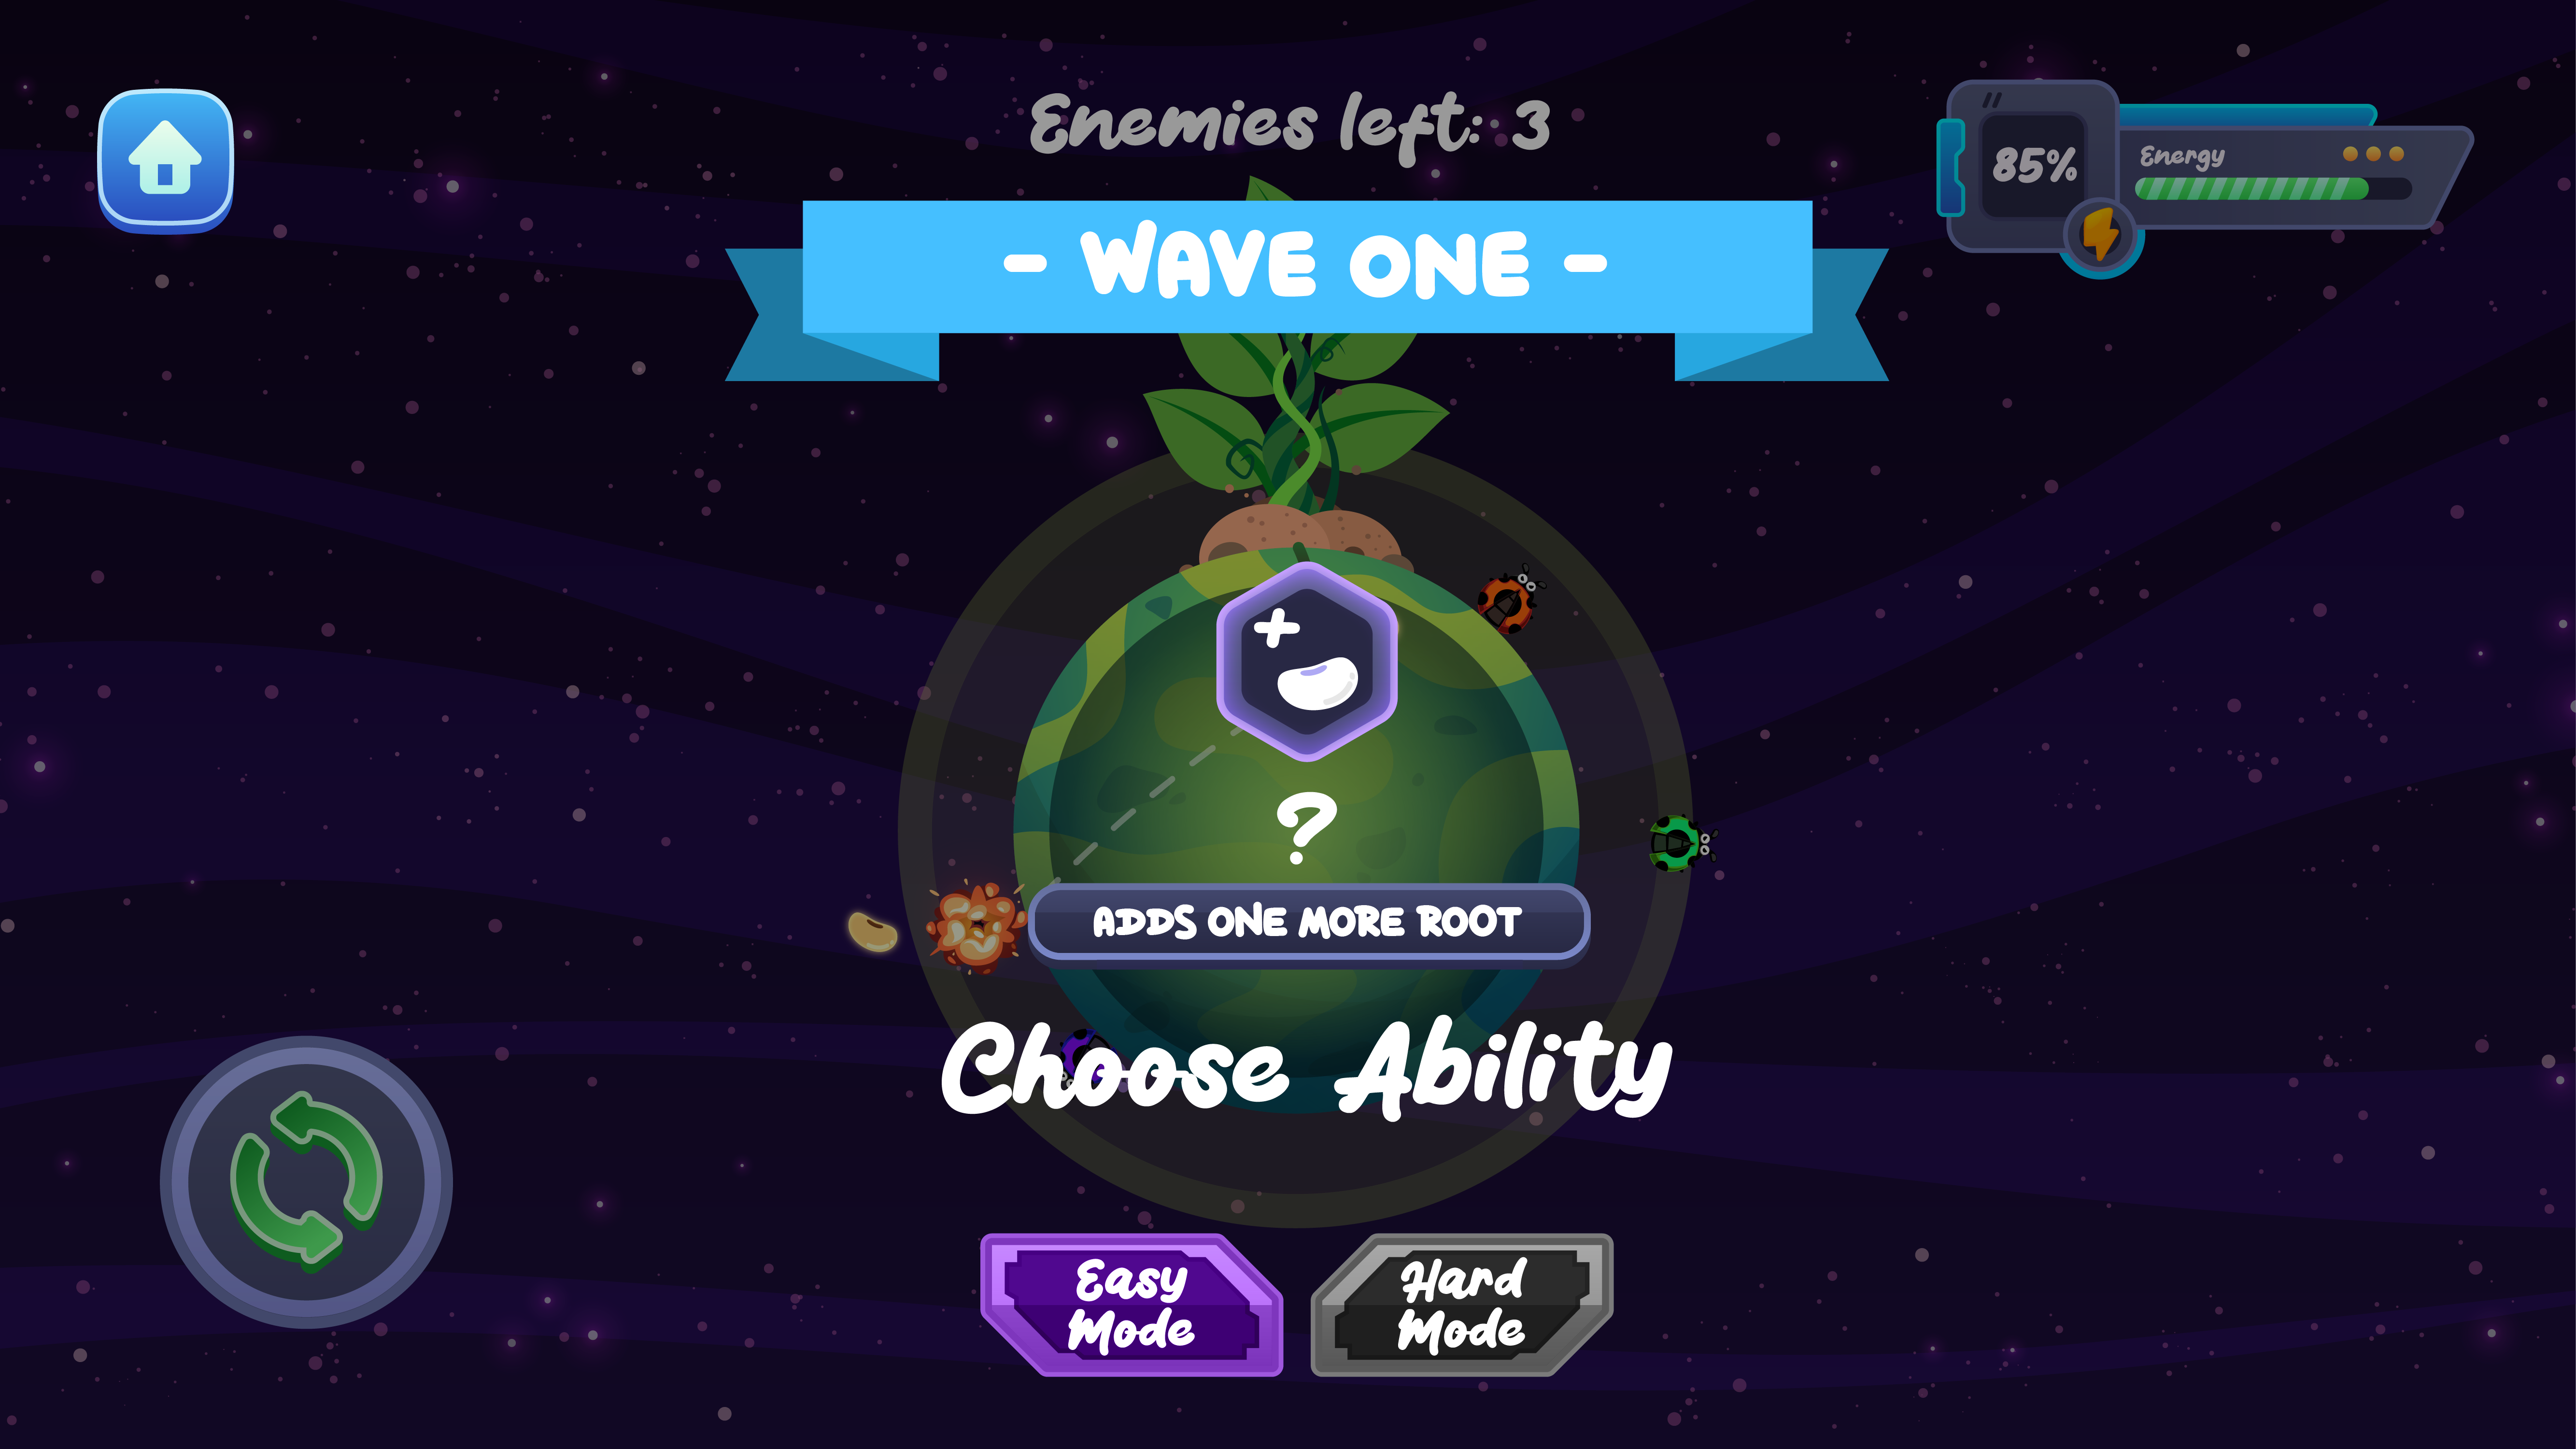 Enemies left: 3
85%
Energy
- WAVE ONE -
?
ADDS ONE MORE ROOT
Choose Ability
Easy
Mode
Hard
Mode